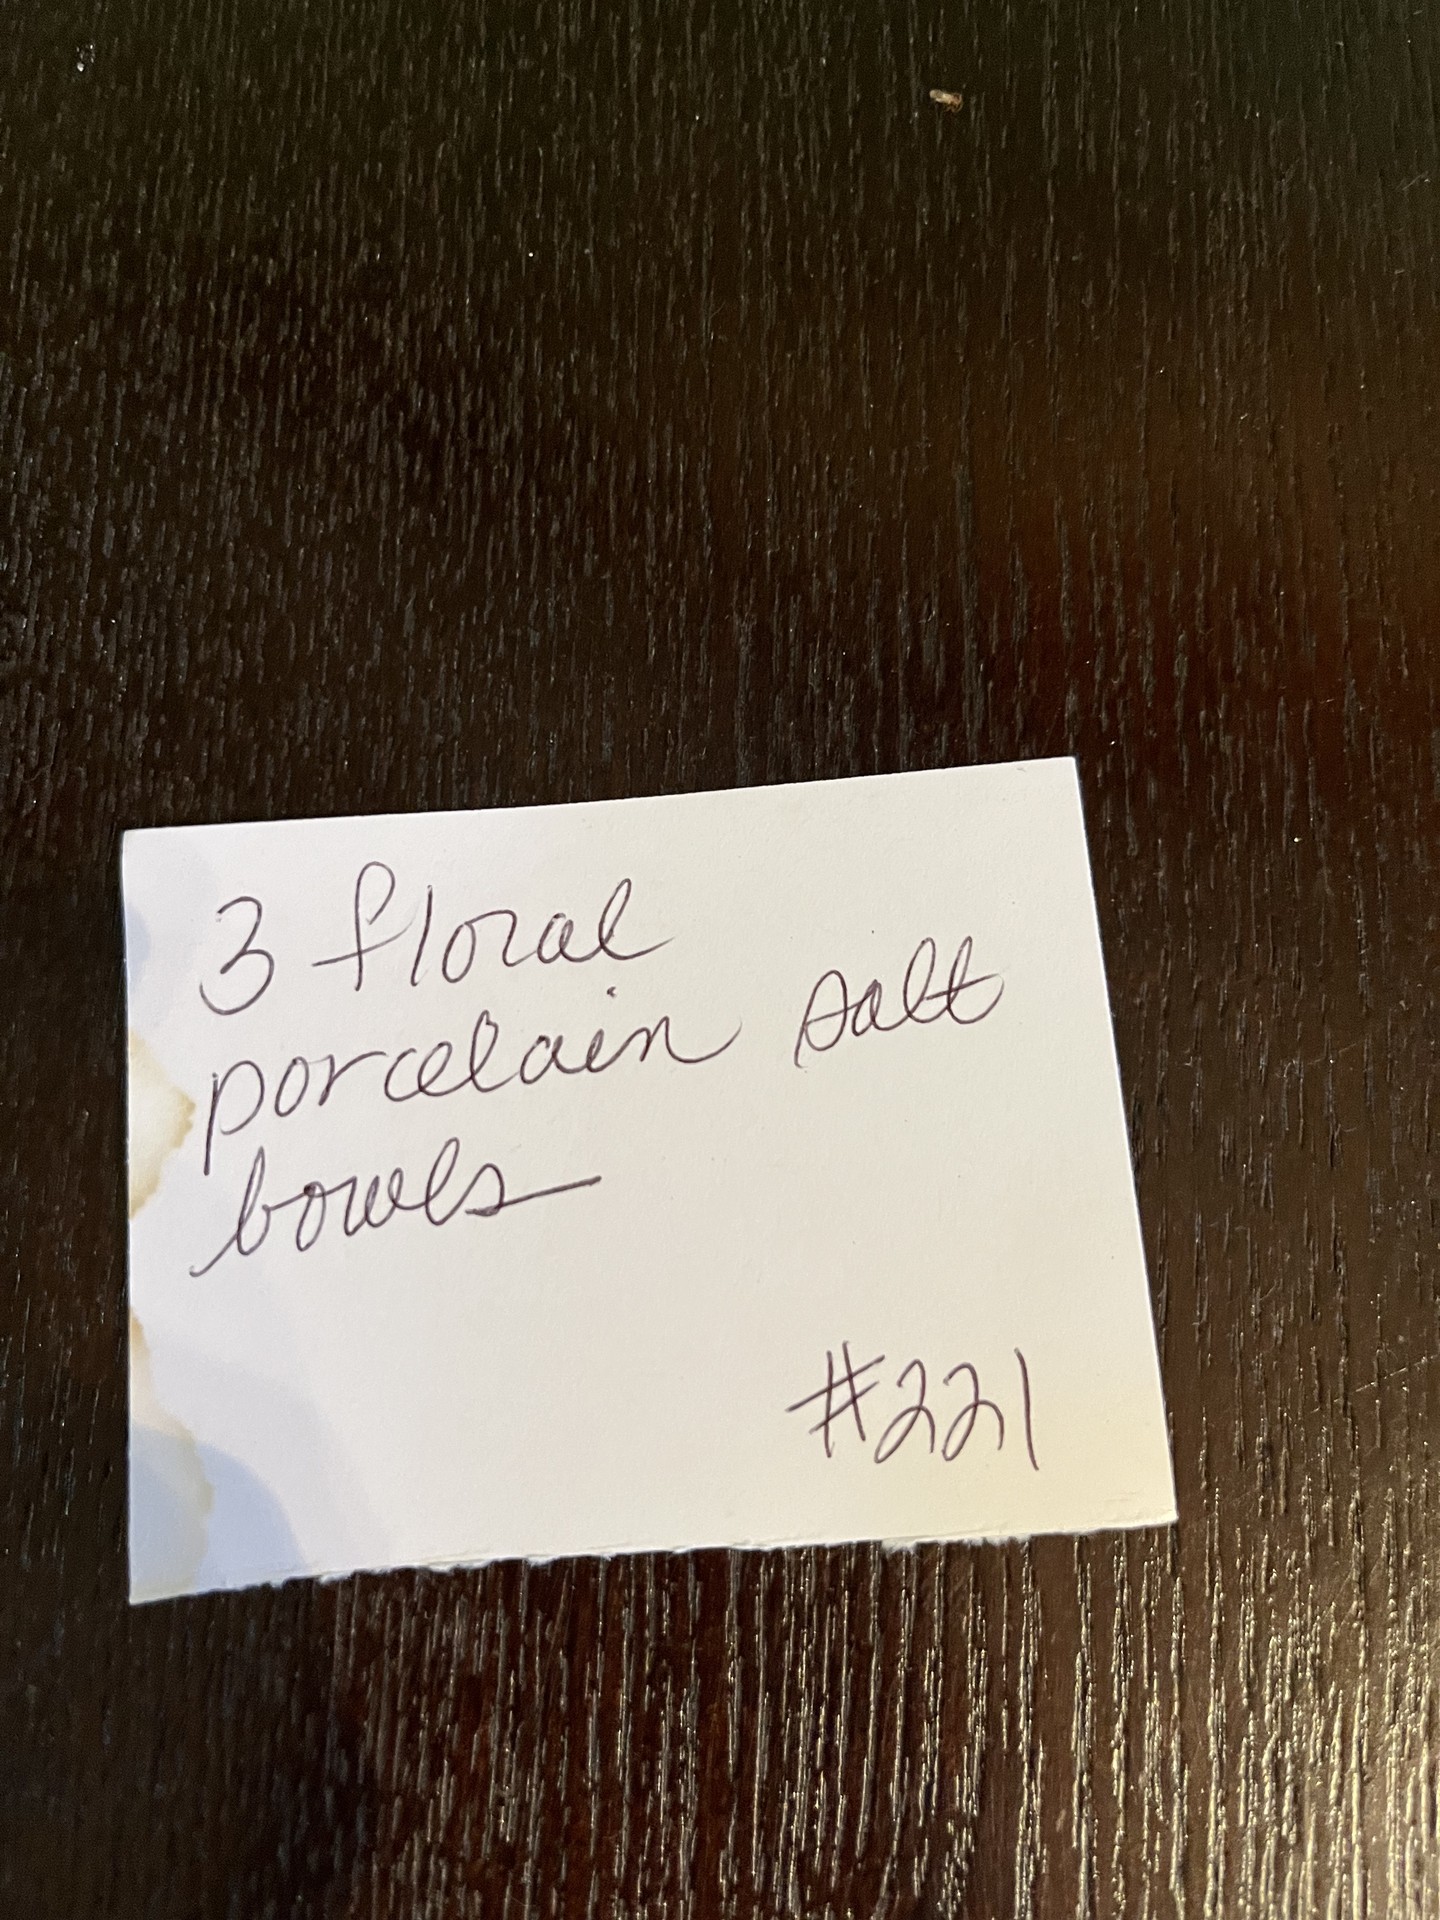 3 floral
porcelain salt
bowls
#221